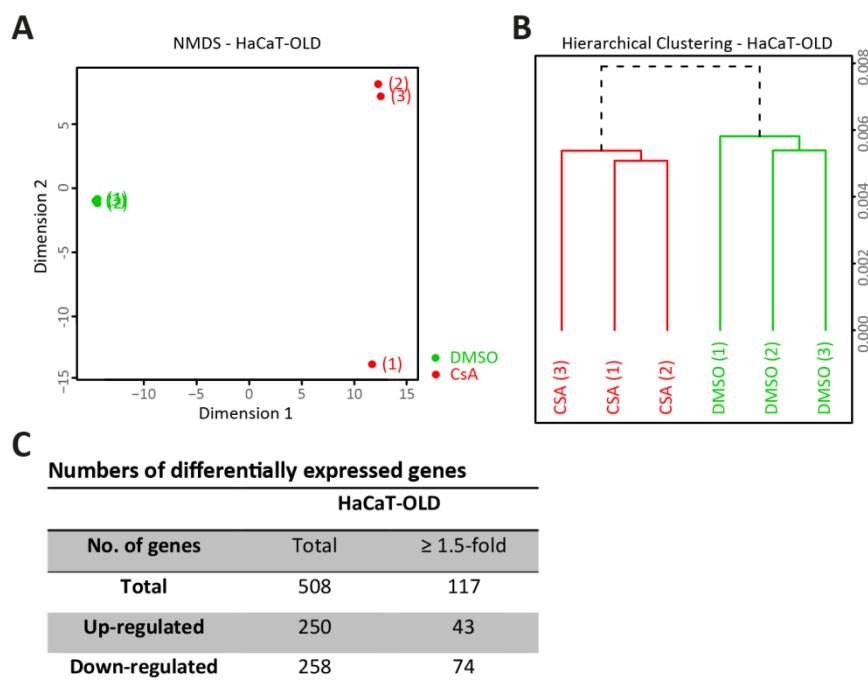 A
NMDS - HaCaT-OLD
5
0
−5
−10
−15
Dimension 2
(2)
(3)
(1)
(3)
(2)
(1)
−10
−5
0
5
10
15
Dimension 1
DMSO
CsA
B
Hierarchical Clustering - HaCaT-OLD
0.008
0.006
0.004
0.002
0.000
CSA (3)
CSA (1)
CSA (2)
DMSO (1)
DMSO (2)
DMSO (3)
C
Numbers of differentially expressed genes
HaCaT-OLD
No. of genes Total ≥ 1.5-fold
Total 508 117
Up-regulated 250 43
Down-regulated 258 74